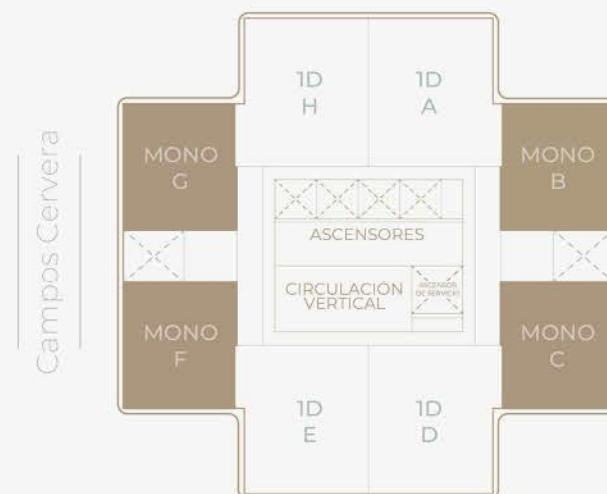 Campos Cervera
1D
H
1D
A
MONO
G
MONO
B
ASCENSORES
CIRCULACIÓN
VERTICAL
ASCENSOR
DE SERVICIO
MONO
F
MONO
C
1D
E
1D
D